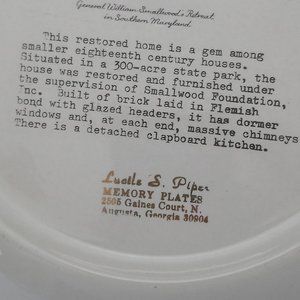 General William Smallwood's Retreat
in Southern Maryland
This restored home is a gem among
smaller eighteenth century houses.
Situated in a 300-acre state park, the
house was restored and furnished under
the supervision of Smallwood Foundation,
Inc. Built of brick laid in Flemish
bond with glazed headers, it has dormer
windows and, at each end, massive chimneys
There is a detached clapboard kitchen.
Lucile S. Piper
MEMORY PLATES
2505 Gaines Court, N.
Augusta, Georgia 30904